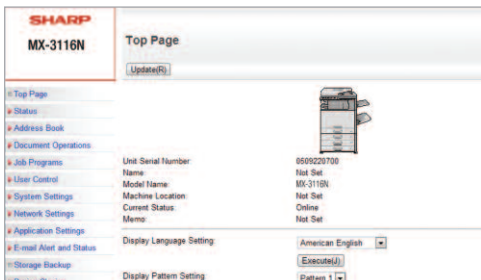 SHARP
MX-3116N
Top Page
Update(R)
Top Page
Status
Address Book
Document Operations
Job Programs
User Control
System Settings
Network Settings
Application Settings
E-mail Alert and Status
Storage Backup
Unit Serial Number: 0509220700
Name: Not Set
Model Name: MX-3116N
Machine Location: Not Set
Current Status: Online
Memo: Not Set
Display Language Setting: American English
Execute(J)
Display Pattern Setting: Pattern 1